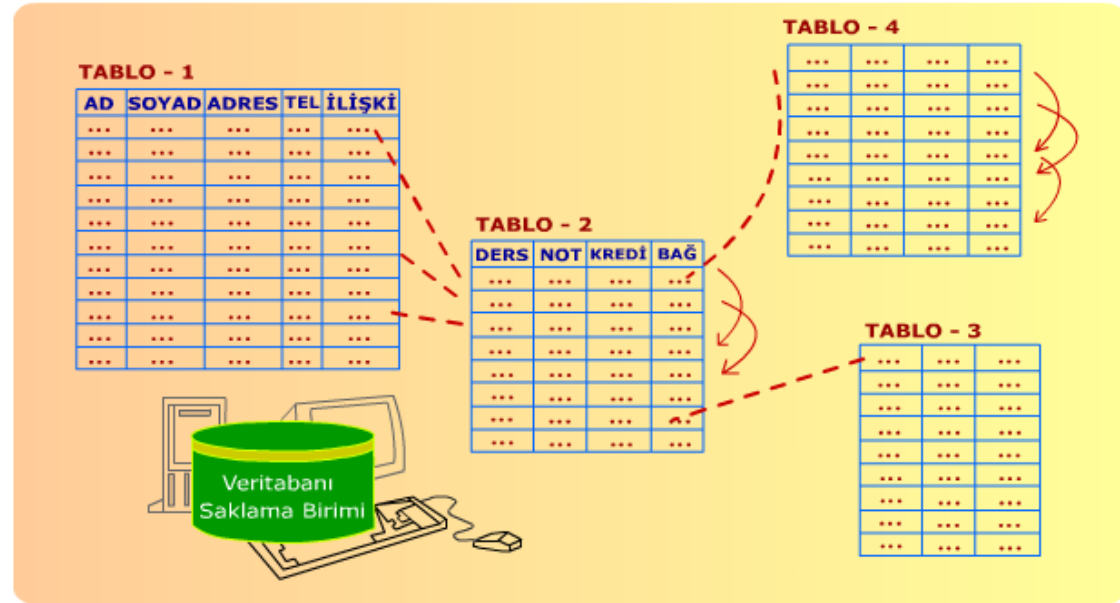 TABLO - 1
AD SOYAD ADRES TEL İLİŞKİ
... ... ... ... ...
... ... ... ... ...
... ... ... ... ...
... ... ... ... ...
... ... ... ... ...
... ... ... ... ...
... ... ... ... ...
... ... ... ... ...
... ... ... ... ...
... ... ... ... ...
... ... ... ... ...
TABLO - 2
DERS NOT KREDİ BAĞ
... ... ... ...
... ... ... ...
... ... ... ...
... ... ... ...
... ... ... ...
... ... ... ...
... ... ... ...
... ... ... ...
TABLO - 4
... ... ... ...
... ... ... ...
... ... ... ...
... ... ... ...
... ... ... ...
... ... ... ...
... ... ... ...
... ... ... ...
... ... ... ...
TABLO - 3
... ... ...
... ... ...
... ... ...
... ... ...
... ... ...
... ... ...
... ... ...
... ... ...
... ... ...
Veritabanı
Saklama Birimi